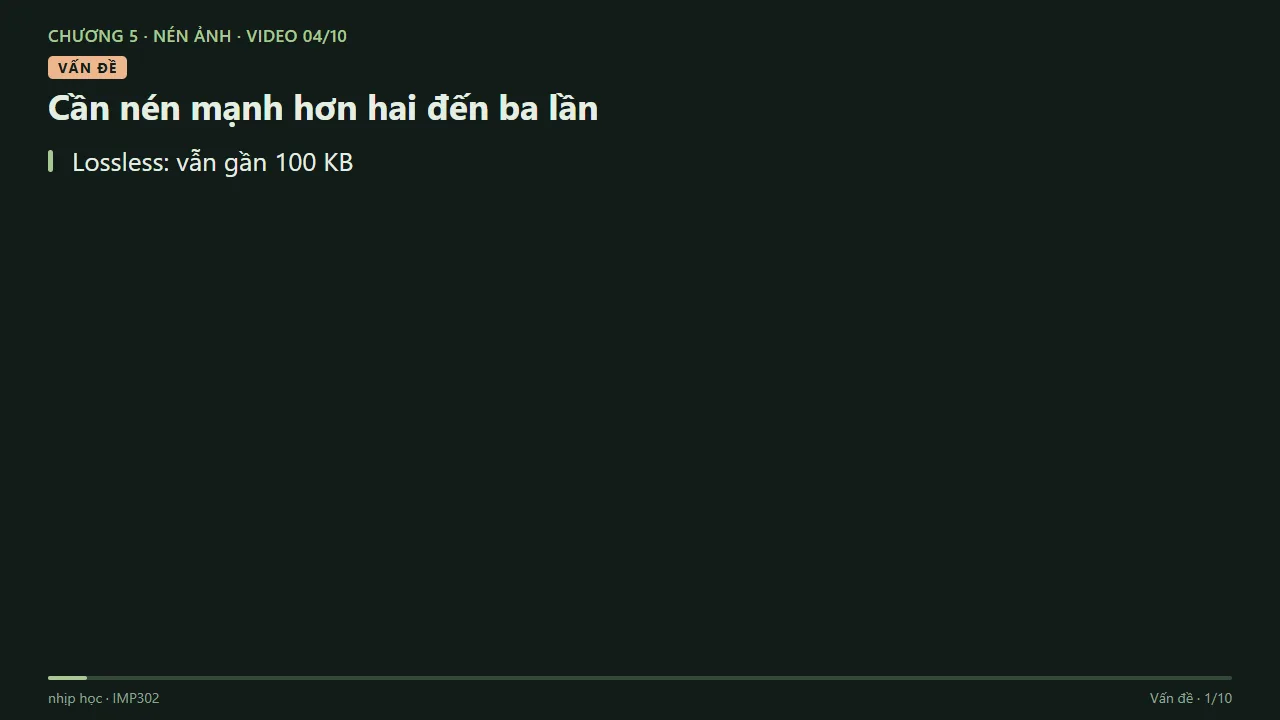 CHƯƠNG 5 · NÉN ẢNH · VIDEO 04/10
VẤN ĐỀ
Cần nén mạnh hơn hai đến ba lần
Lossless: vẫn gần 100 KB
nhịp học · IMP302
Vấn đề · 1/10